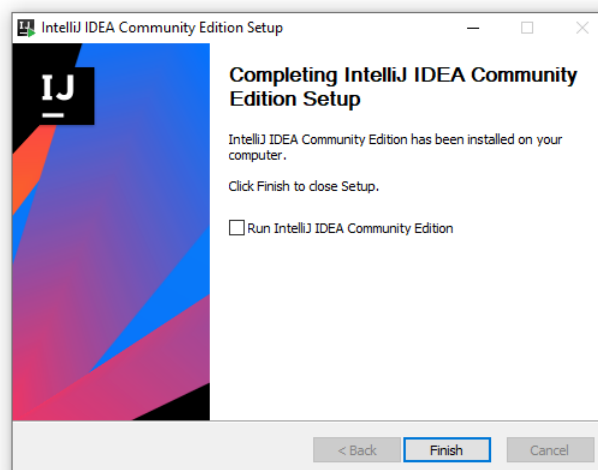 IntelliJ IDEA Community Edition Setup
IJ
Completing IntelliJ IDEA Community
Edition Setup
IntelliJ IDEA Community Edition has been installed on your
computer.
Click Finish to close Setup.
Run IntelliJ IDEA Community Edition
< Back
Finish
Cancel